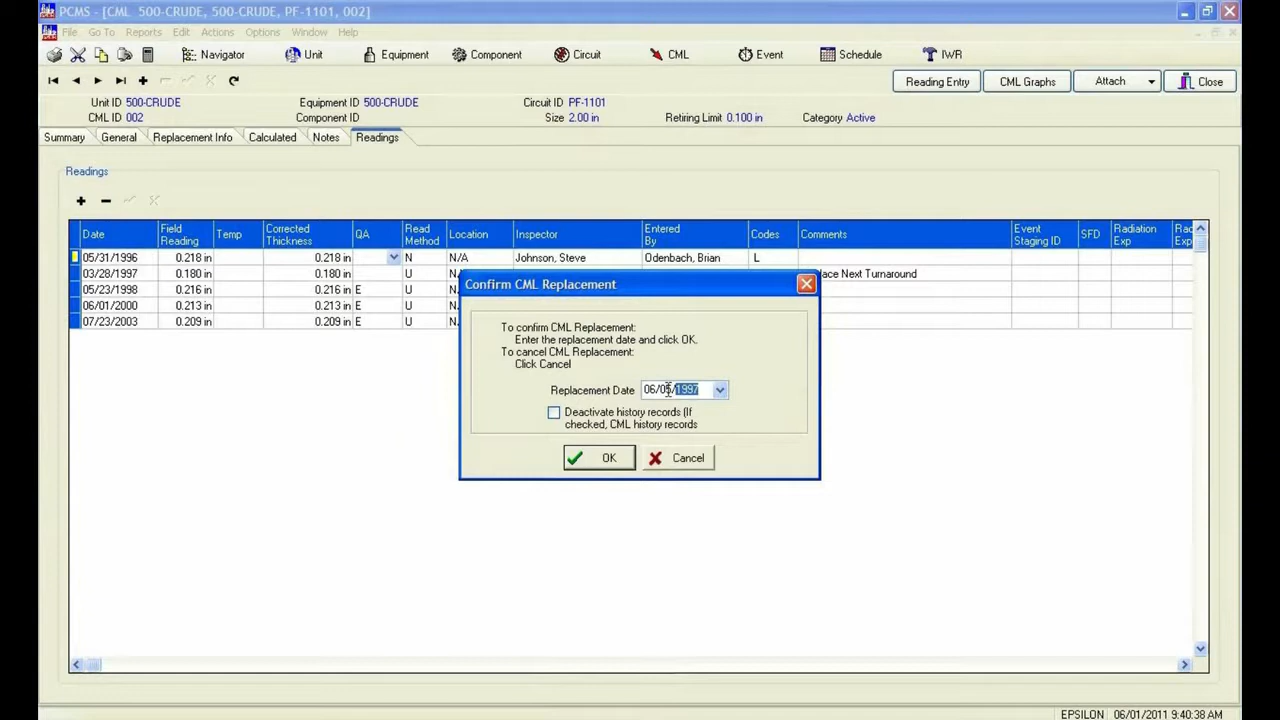 PCMS - [CML 500-CRUDE, 500-CRUDE, PF-1101, 002]
File Go To Reports Edit Actions Options Window Help
Navigator Unit Equipment Component Circuit CML Event Schedule IWR
Reading Entry CML Graphs Attach Close
Unit ID 500-CRUDE Equipment ID 500-CRUDE Circuit ID PF-1101
CML ID 002 Component ID Size 2.00 in Retiring Limit 0.100 in Category Active
Summary General Replacement Info Calculated Notes Readings
Readings
Date Field Reading Temp Corrected Thickness QA Read Method Location Inspector Entered By Codes Comments Event Staging ID SFD Radiation Exp
05/31/1996 0.218 in 0.218 in N N/A Johnson, Steve Odenbach, Brian L
03/28/1997 0.180 in 0.180 in U Next Turnaround
05/23/1998 0.216 in 0.216 in E U
06/01/2000 0.213 in 0.213 in E U
07/23/2003 0.209 in 0.209 in E U
Confirm CML Replacement
To confirm CML Replacement:
Enter the replacement date and click OK.
To cancel CML Replacement:
Click Cancel
Replacement Date 06/05/1997
Deactivate history records (If
checked, CML history records
OK Cancel
EPSILON 06/01/2011 9:40:38 AM